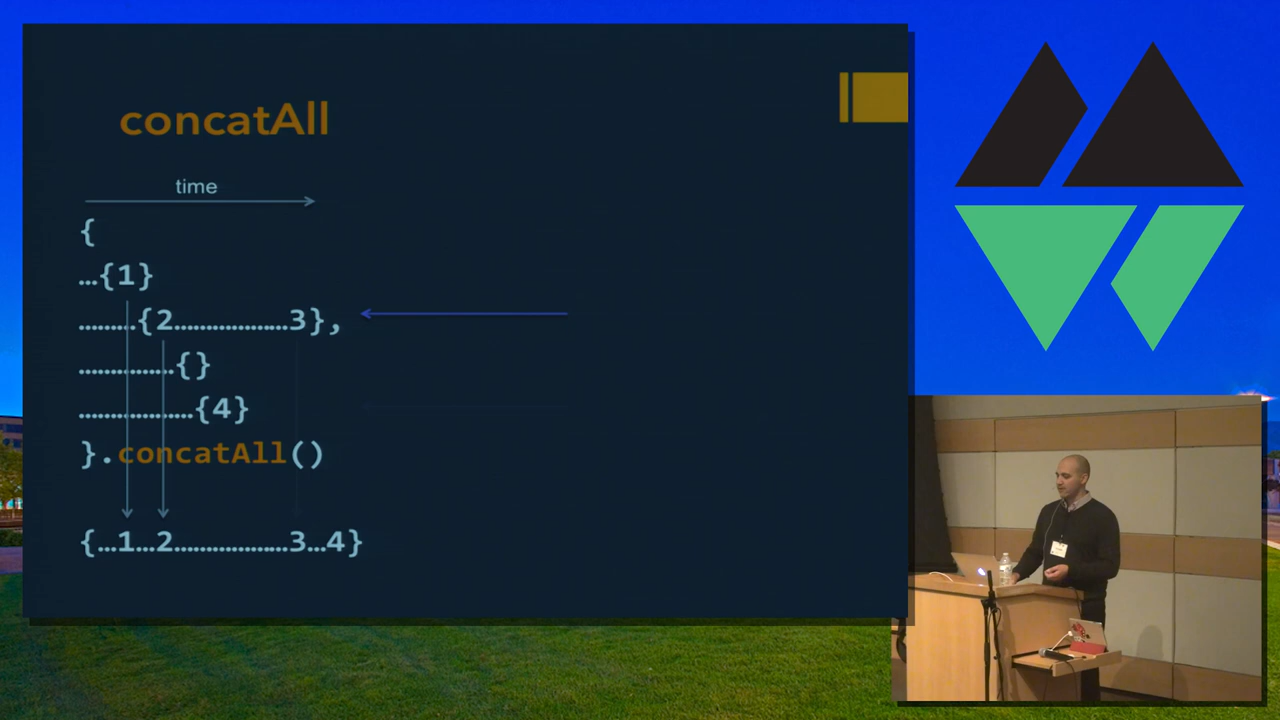 concatAll
time
{
…{1}
………{2………………3},
……………{}
………………{4}
}.concatAll()
{…1…2………………3…4}